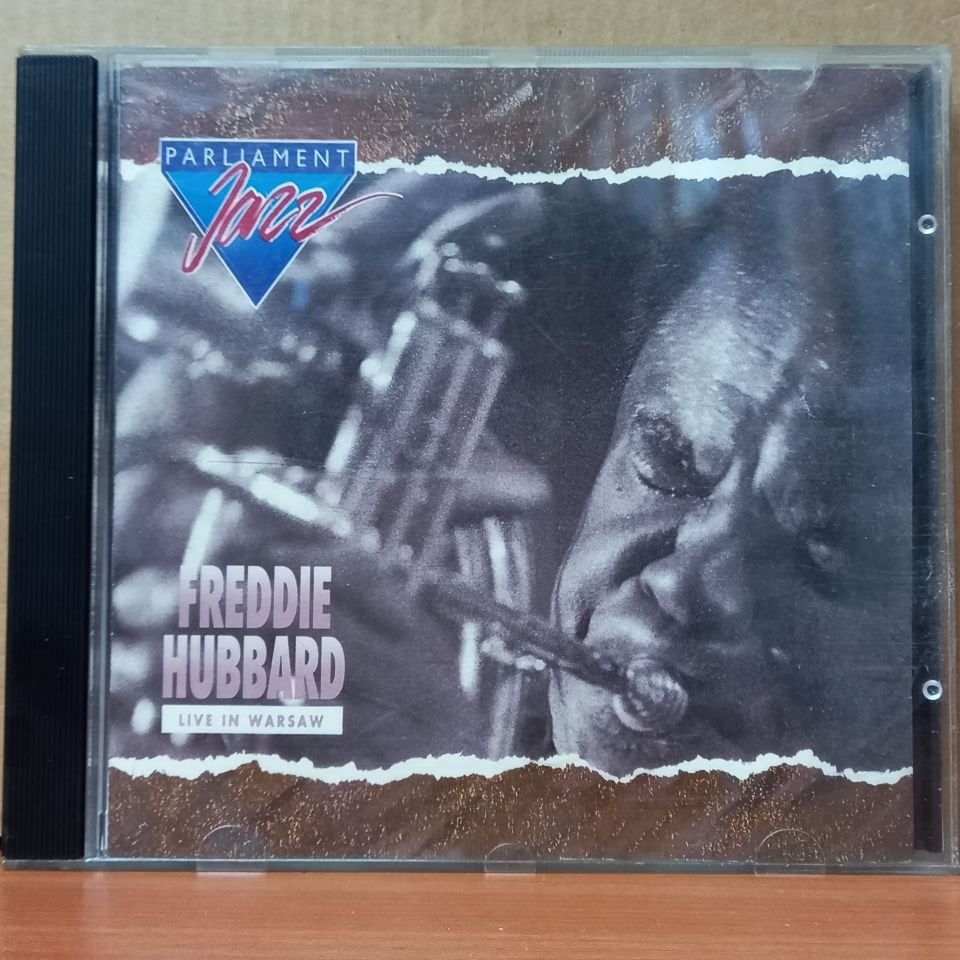 PARLIAMENT
Jazz
FREDDIE
HUBBARD
LIVE IN WARSAW